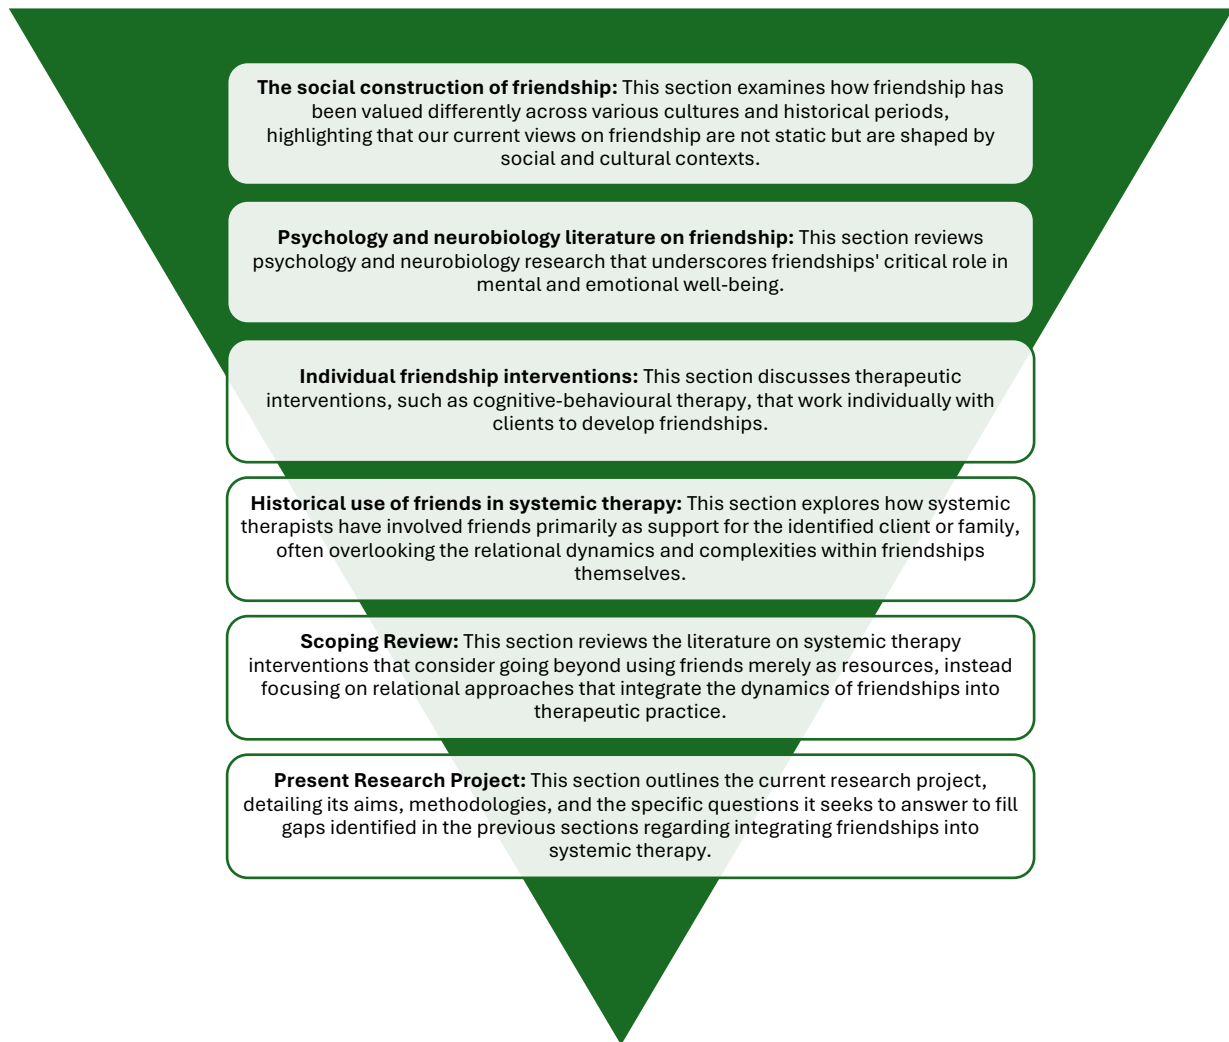 The social construction of friendship: This section examines how friendship has
been valued differently across various cultures and historical periods,
highlighting that our current views on friendship are not static but are shaped by
social and cultural contexts.
Psychology and neurobiology literature on friendship: This section reviews
psychology and neurobiology research that underscores friendships' critical role in
mental and emotional well-being.
Individual friendship interventions: This section discusses therapeutic
interventions, such as cognitive-behavioural therapy, that work individually with
clients to develop friendships.
Historical use of friends in systemic therapy: This section explores how systemic
therapists have involved friends primarily as support for the identified client or family,
often overlooking the relational dynamics and complexities within friendships
themselves.
Scoping Review: This section reviews the literature on systemic therapy
interventions that consider going beyond using friends merely as resources, instead
focusing on relational approaches that integrate the dynamics of friendships into
therapeutic practice.
Present Research Project: This section outlines the current research project,
detailing its aims, methodologies, and the specific questions it seeks to answer to fill
gaps identified in the previous sections regarding integrating friendships into
systemic therapy.